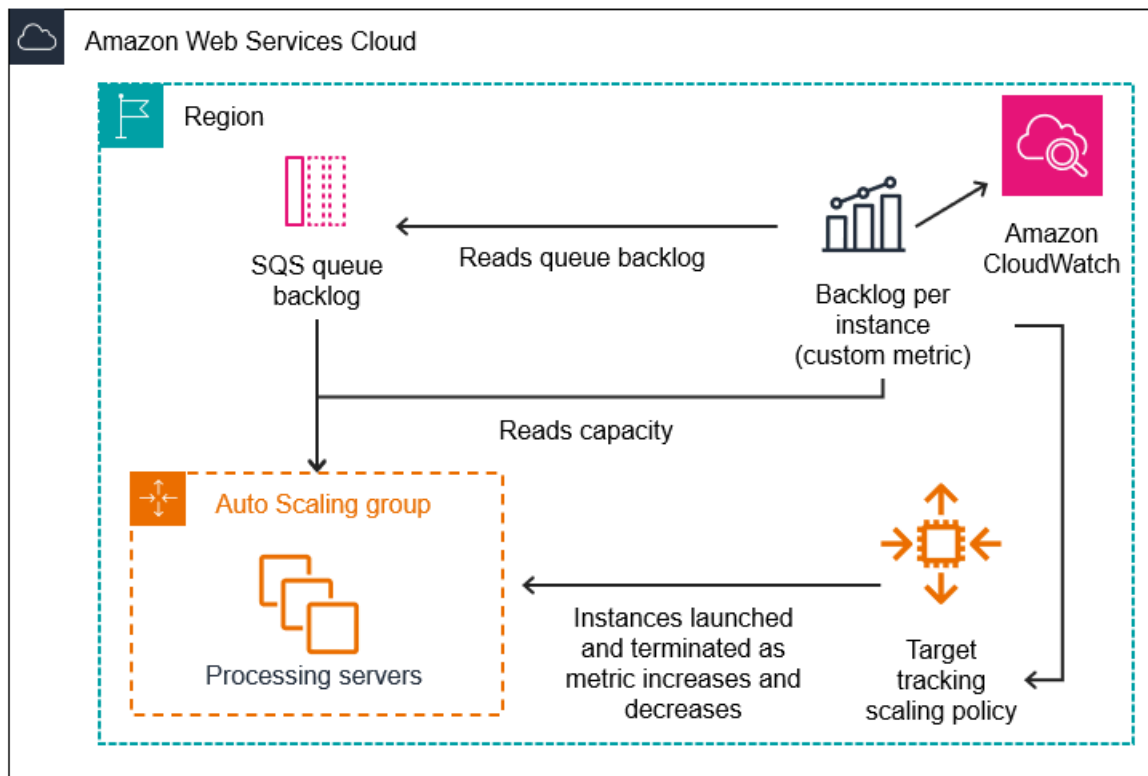 Amazon Web Services Cloud
Region
SQS queue
backlog
Reads queue backlog
Backlog per
instance
(custom metric)
Amazon
CloudWatch
Reads capacity
Auto Scaling group
Processing servers
Instances launched
and terminated as
metric increases and
decreases
Target
tracking
scaling policy